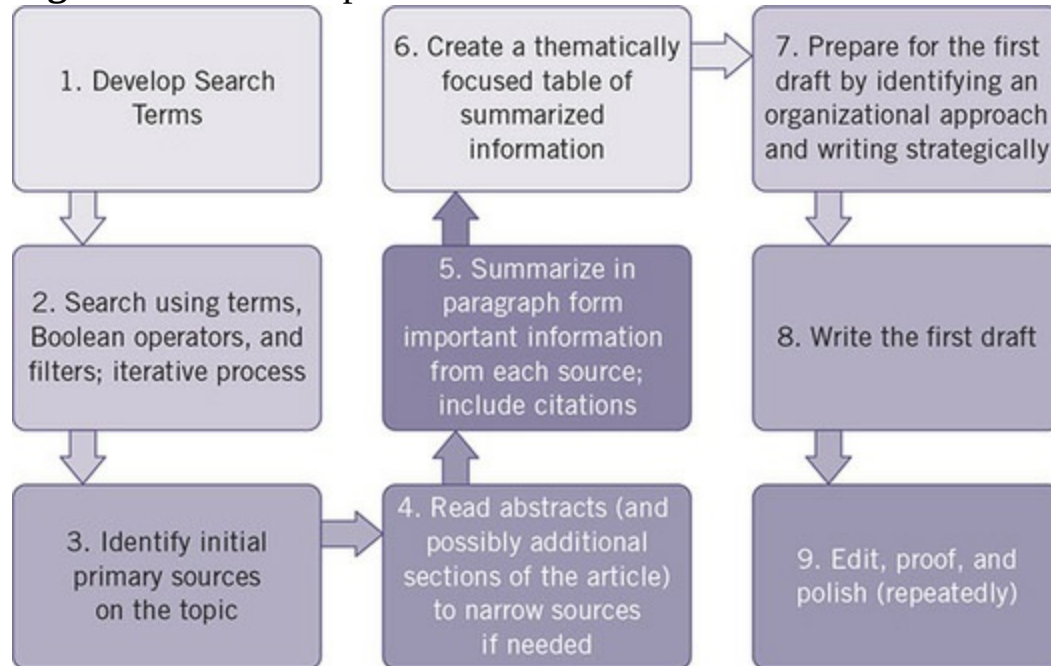 1. Develop Search
Terms
2. Search using terms,
Boolean operators, and
filters; iterative process
3. Identify initial
primary sources
on the topic
4. Read abstracts (and
possibly additional
sections of the article)
to narrow sources
if needed
5. Summarize in
paragraph form
important information
from each source;
include citations
6. Create a thematically
focused table of
summarized
information
7. Prepare for the first
draft by identifying an
organizational approach
and writing strategically
8. Write the first draft
9. Edit, proof, and
polish (repeatedly)